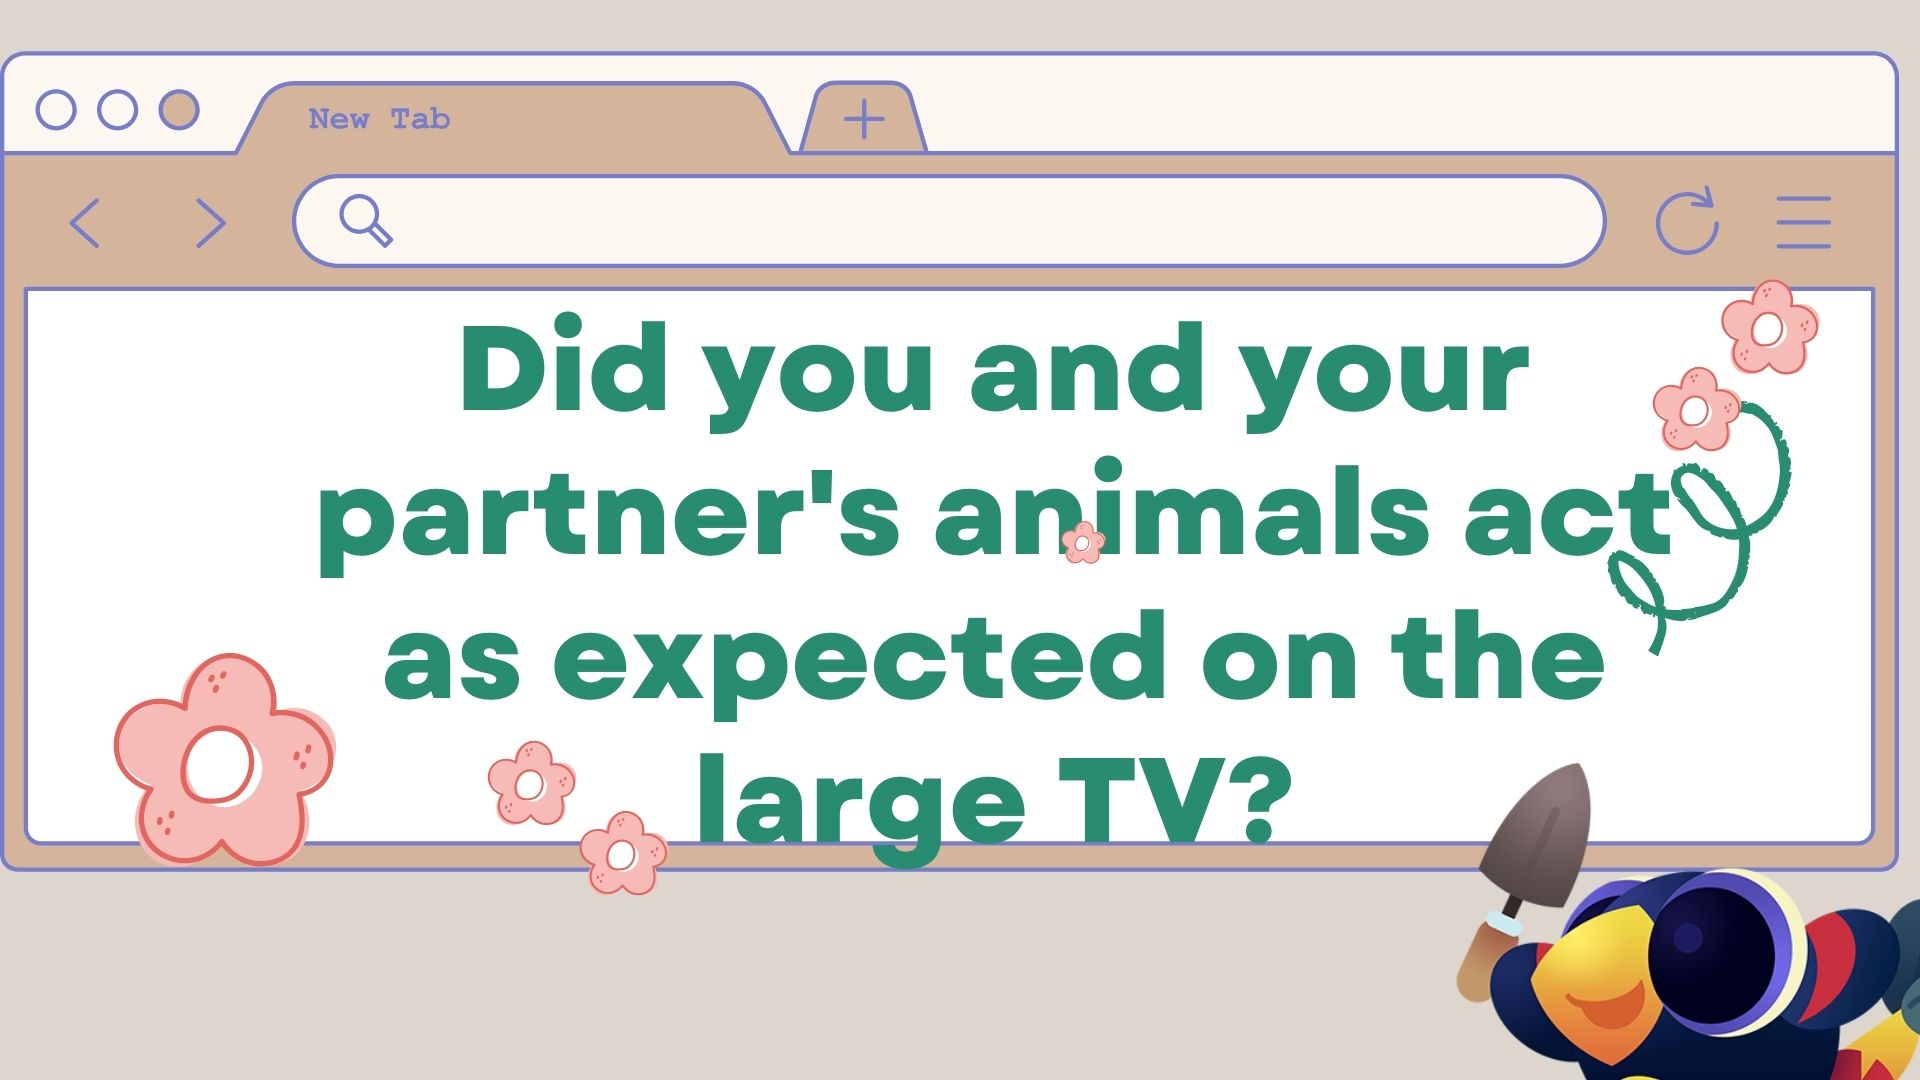 New Tab
Did you and your
partner's animals act
as expected on the
large TV?